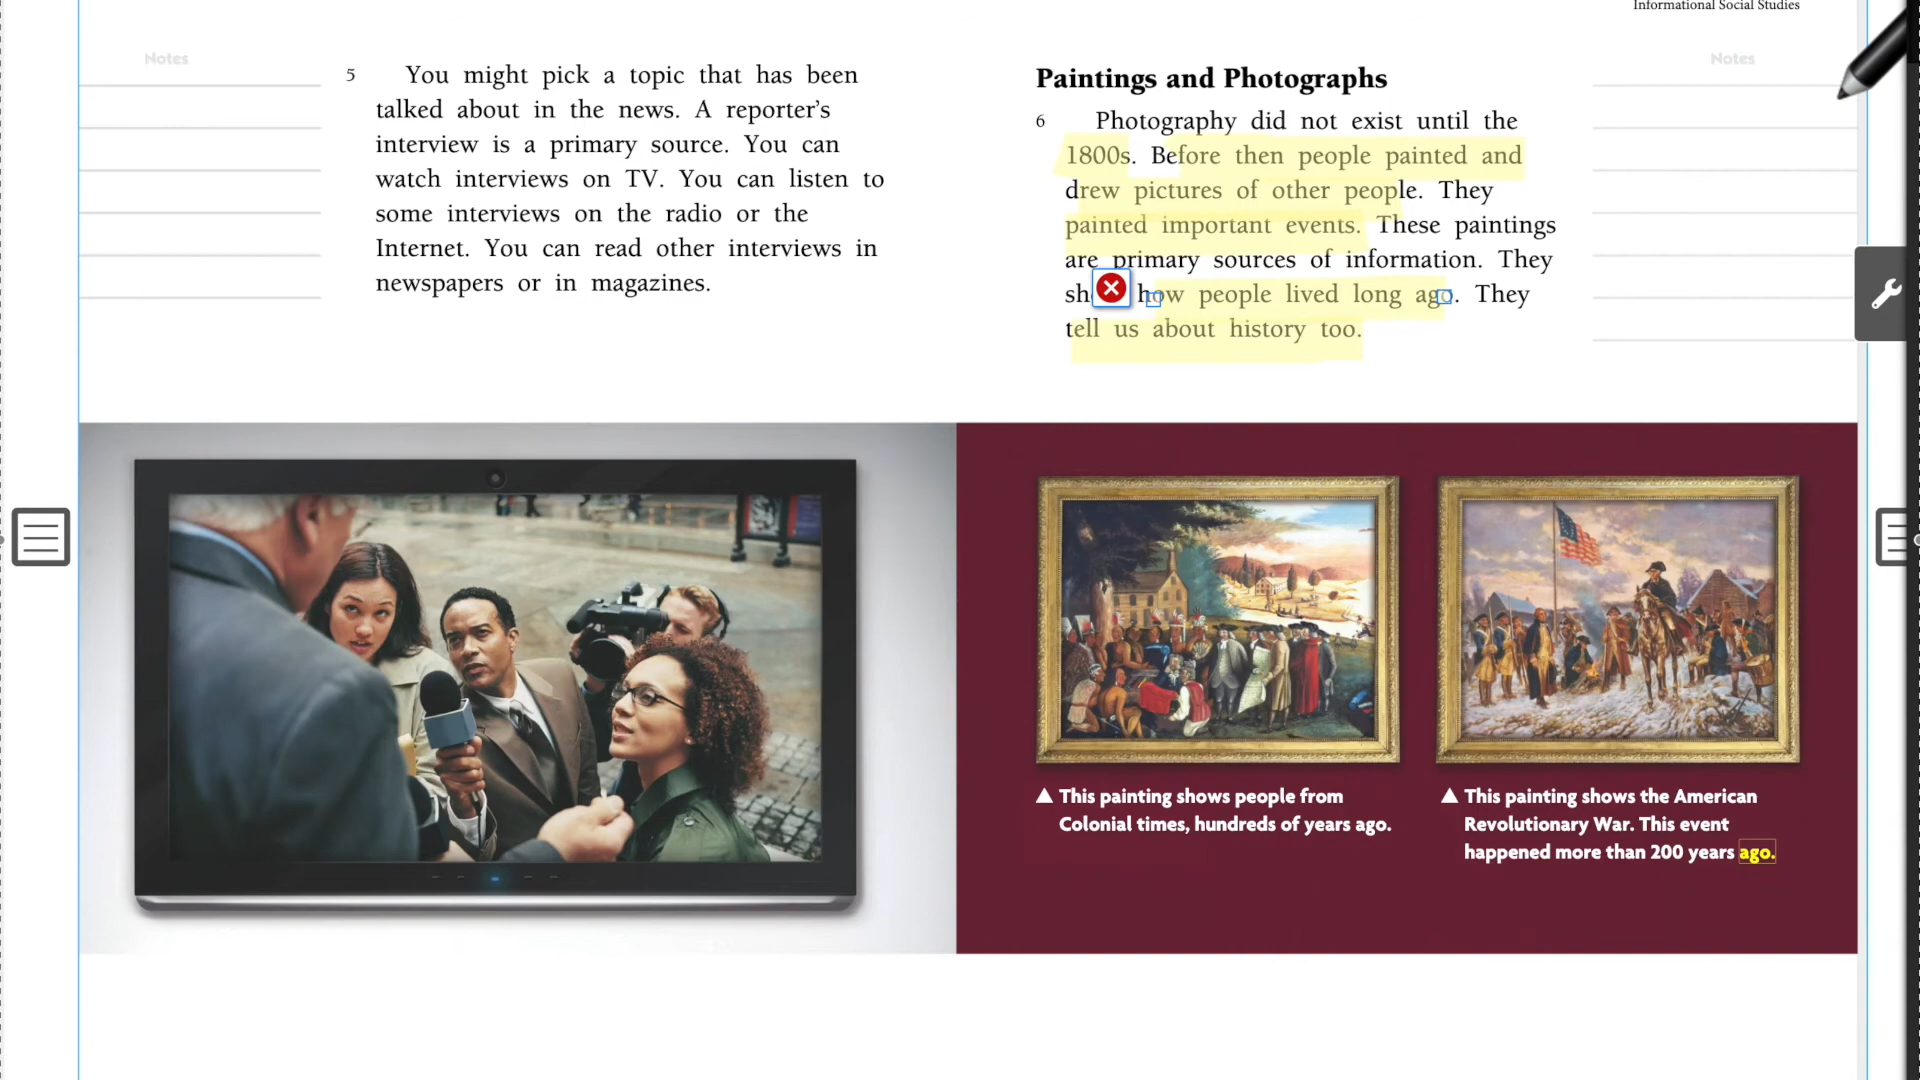 Informational Social Studies
Notes
5 You might pick a topic that has been
talked about in the news. A reporter’s
interview is a primary source. You can
watch interviews on TV. You can listen to
some interviews on the radio or the
Internet. You can read other interviews in
newspapers or in magazines.
Paintings and Photographs
6 Photography did not exist until the
1800s. Before then people painted and
drew pictures of other people. They
painted important events. These paintings
are primary sources of information. They
how people lived long ago. They
tell us about history too.
Notes
▲ This painting shows people from
Colonial times, hundreds of years ago.
▲ This painting shows the American
Revolutionary War. This event
happened more than 200 years ago.